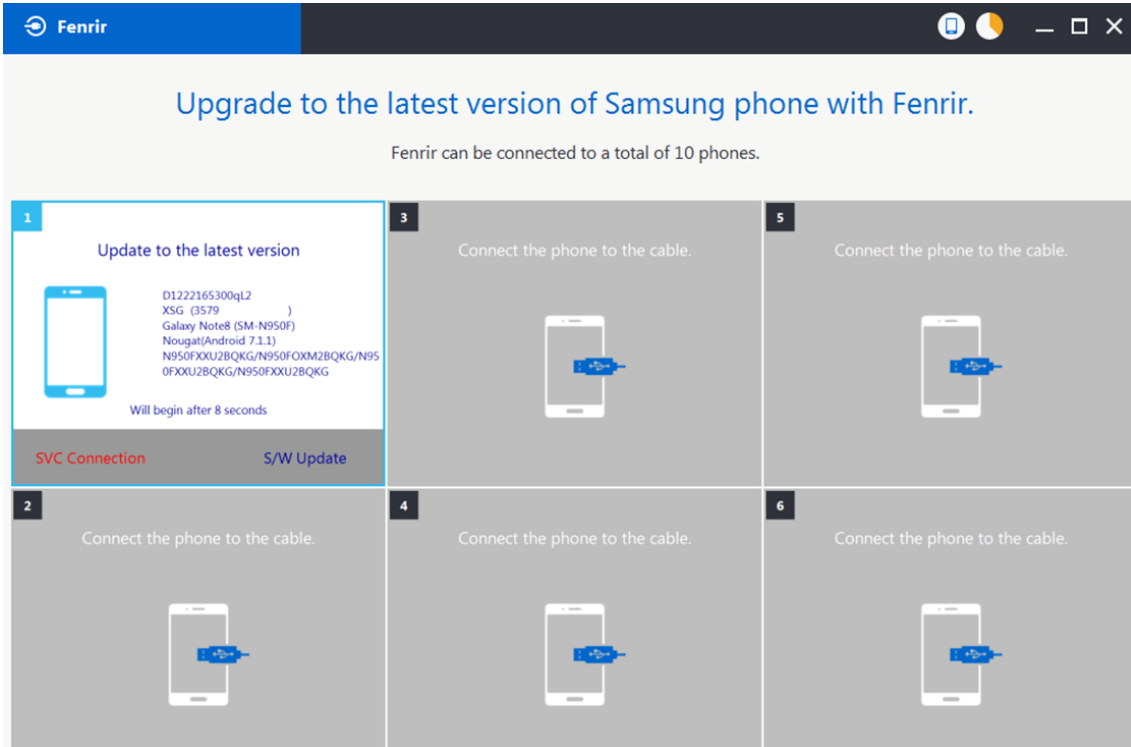 Fenrir
Upgrade to the latest version of Samsung phone with Fenrir.
Fenrir can be connected to a total of 10 phones.
1
Update to the latest version
D1222165300qL2
XSG (3579 )
Galaxy Note8 (SM-N950F)
Nougat(Android 7.1.1)
N950FXXU2BQKG/N950FOXM2BQKG/N95
0FXXU2BQKG/N950FXXU2BQKG
Will begin after 8 seconds
SVC Connection S/W Update
3
Connect the phone to the cable.
5
Connect the phone to the cable.
2
Connect the phone to the cable.
4
Connect the phone to the cable.
6
Connect the phone to the cable.